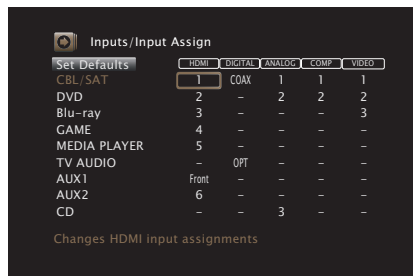 Inputs/Input Assign
Set Defaults HDMI DIGITAL ANALOG COMP VIDEO
CBL/SAT 1 COAX 1 1 1
DVD 2 – 2 2 2
Blu-ray 3 – – – 3
GAME 4 – – – –
MEDIA PLAYER 5 – – – –
TV AUDIO – OPT – – –
AUX1 Front – – – –
AUX2 6 – – – –
CD – – 3 – –
Changes HDMI input assignments